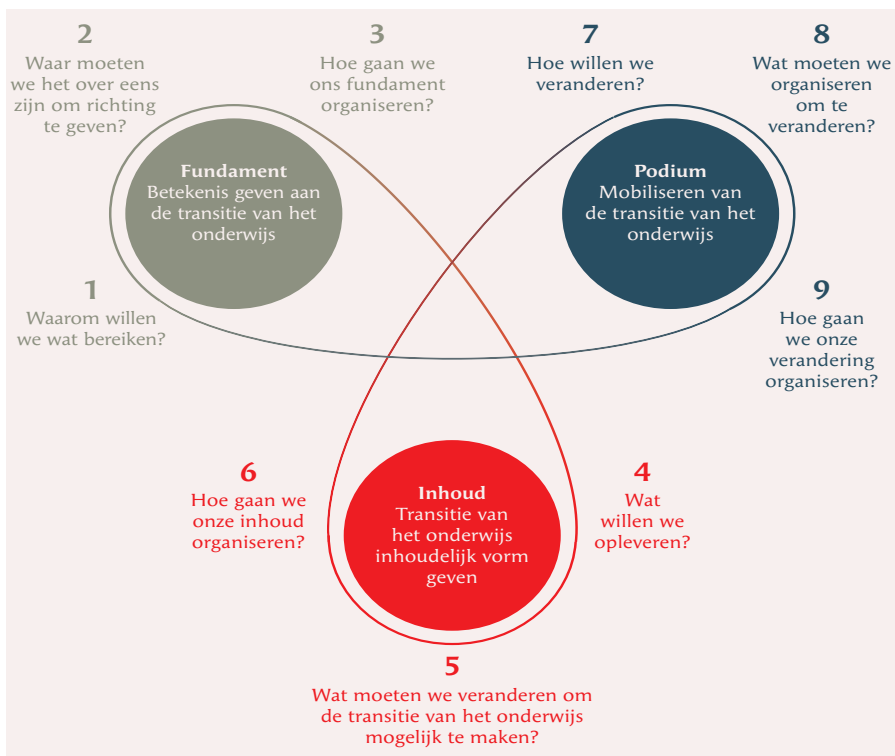 2
Waar moeten
we het over eens
zijn om richting
te geven?
3
Hoe gaan we
ons fundament
organiseren?
7
Hoe willen we
veranderen?
8
Wat moeten we
organiseren
om te
veranderen?
Fundament
Betekenis geven aan
de transitie van het
onderwijs
Podium
Mobiliseren van
de transitie van het
onderwijs
1
Waarom willen
we wat bereiken?
9
Hoe gaan
we onze
verandering
organiseren?
6
Hoe gaan we
onze inhoud
organiseren?
Inhoud
Transitie van
het onderwijs
inhoudelijk vorm
geven
4
Wat
willen we
opleveren?
5
Wat moeten we veranderen om
de transitie van het onderwijs
mogelijk te maken?